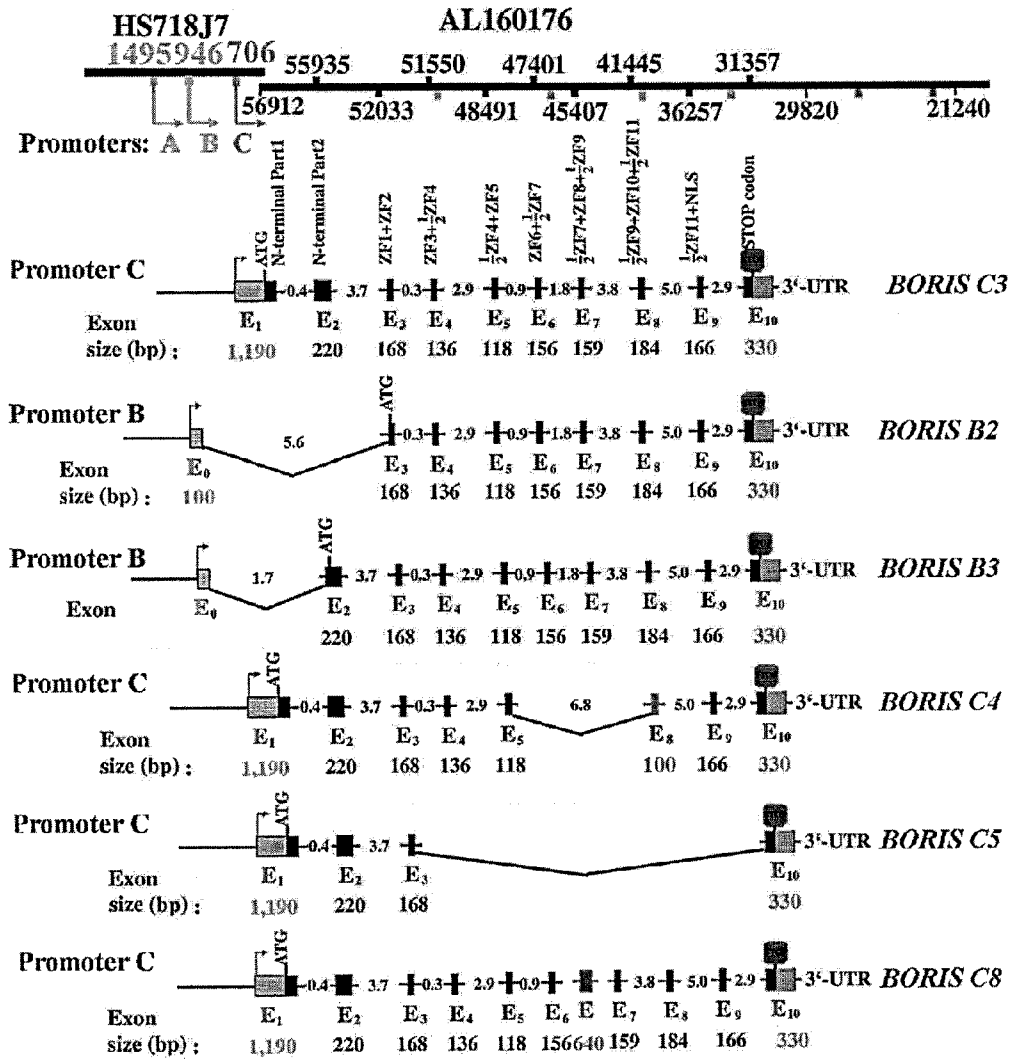 HS718J7
AL160176
1495 946 706
55935 51550 47401 41445 31357
56912 52033 48491 45407 36257 29820 21240
Promoters: A B C
ATG
N-terminal Part1
N-terminal Part2
ZF1+ZF2
ZF3+½ZF4
½ZF4+ZF5
ZF6+½ZF7
½ZF7+ZF8+½ZF9
½ZF9+ZF10+½ZF11
½ZF11+NLS
STOP codon
Promoter C
0.4 3.7 0.3 2.9 0.9 1.8 3.8 5.0 2.9 3‘-UTR BORIS C3
Exon E₁ E₂ E₃ E₄ E₅ E₆ E₇ E₈ E₉ E₁₀
size (bp) : 1,190 220 168 136 118 156 159 184 166 330
ATG
Promoter B
5.6 0.3 2.9 0.9 1.8 3.8 5.0 2.9 3‘-UTR BORIS B2
Exon E₀ E₃ E₄ E₅ E₆ E₇ E₈ E₉ E₁₀
size (bp) : 100 168 136 118 156 159 184 166 330
ATG
Promoter B
1.7 3.7 0.3 2.9 0.9 1.8 3.8 5.0 2.9 3‘-UTR BORIS B3
Exon E₀ E₂ E₃ E₄ E₅ E₆ E₇ E₈ E₉ E₁₀
220 168 136 118 156 159 184 166 330
ATG
Promoter C
0.4 3.7 0.3 2.9 6.8 5.0 2.9 3‘-UTR BORIS C4
Exon E₁ E₂ E₃ E₄ E₅ E₈ E₉ E₁₀
size (bp) : 1,190 220 168 136 118 100 166 330
ATG
Promoter C
0.4 3.7 3‘-UTR BORIS C5
Exon E₁ E₂ E₃ E₁₀
size (bp) : 1,190 220 168 330
ATG
Promoter C
0.4 3.7 0.3 2.9 0.9 3.8 5.0 2.9 3‘-UTR BORIS C8
Exon E₁ E₂ E₃ E₄ E₅ E₆ E E₇ E₈ E₉ E₁₀
size (bp) : 1,190 220 168 136 118 156 640 159 184 166 330